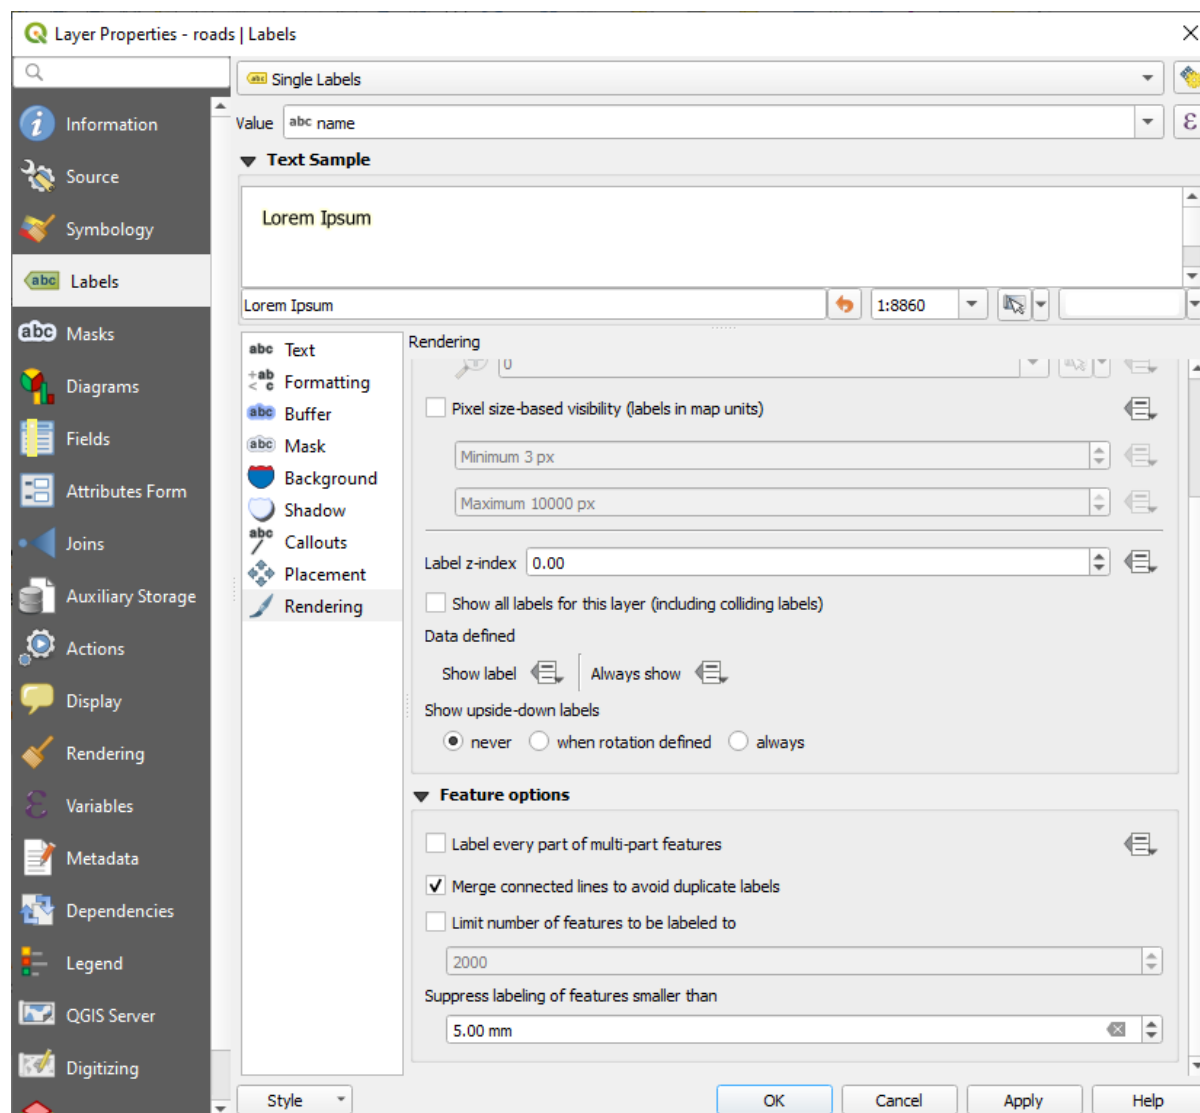 Layer Properties - roads | Labels
Single Labels
Value abc name
Text Sample
Lorem Ipsum
Lorem Ipsum
1:8860
Information
Source
Symbology
abc Labels
abc Masks
Diagrams
Fields
Attributes Form
Joins
Auxiliary Storage
Actions
Display
Rendering
Variables
Metadata
Dependencies
Legend
QGIS Server
Digitizing
abc Text
+ab < c Formatting
abc Buffer
abc Mask
Background
Shadow
abc Callouts
Placement
Rendering
Rendering
0
Pixel size-based visibility (labels in map units)
Minimum 3 px
Maximum 10000 px
Label z-index 0.00
Show all labels for this layer (including colliding labels)
Data defined
Show label Always show
Show upside-down labels
never when rotation defined always
Feature options
Label every part of multi-part features
Merge connected lines to avoid duplicate labels
Limit number of features to be labeled to
2000
Suppress labeling of features smaller than
5.00 mm
Style OK Cancel Apply Help